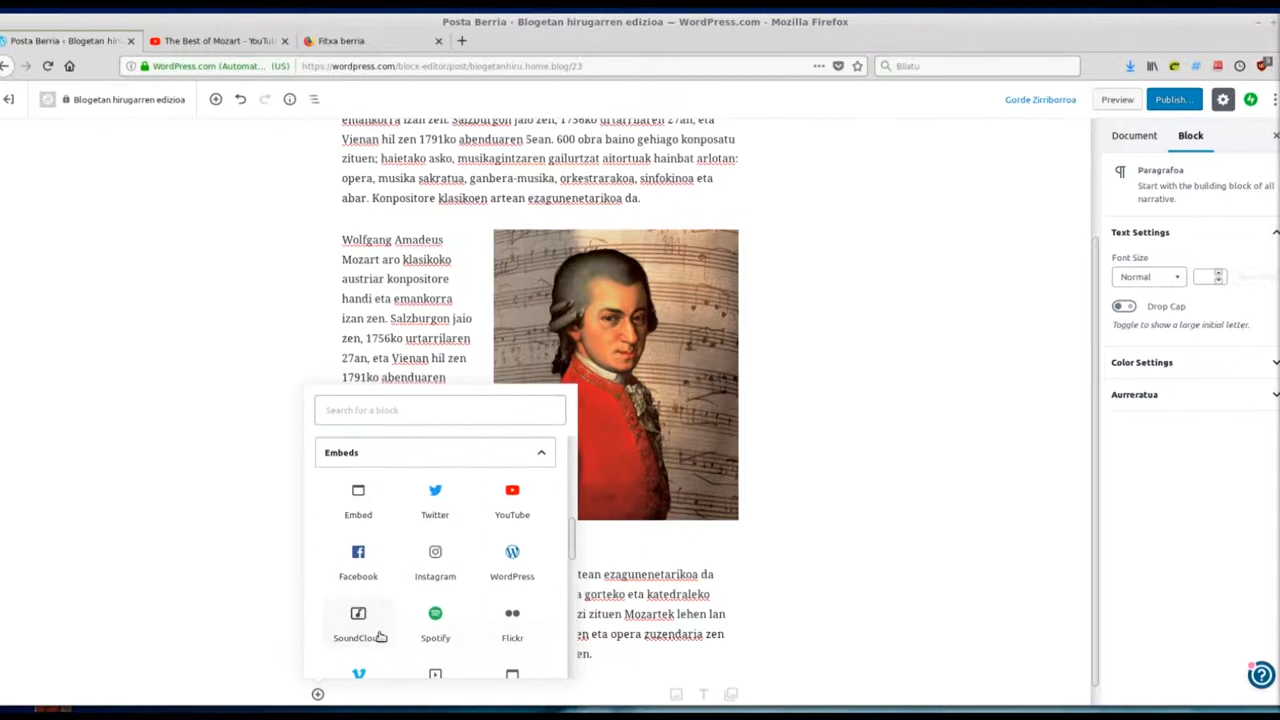 Posta Berria ‹ Blogetan hirugarren edizioa — WordPress.com - Mozilla Firefox
Posta Berria ‹ Blogetan hir
The Best of Mozart - YouTu
Fitxa berria
WordPress.com (Automat… (US)
https://wordpress.com/block-editor/post/blogetanhiru.home.blog/23
Bilatu
Blogetan hirugarren edizioa
Gorde Zirriborroa
Preview
Publish…
emankorra izan zen. Salzburgon jaio zen, 1756ko urtarrilaren 27an, eta
Vienan hil zen 1791ko abenduaren 5ean. 600 obra baino gehiago konposatu
zituen; haietako asko, musikagintzaren gailurtzat aitortuak hainbat arlotan:
opera, musika sakratua, ganbera-musika, orkestrarakoa, sinfokinoa eta
abar. Konpositore klasikoen artean ezagunenetarikoa da.
Wolfgang Amadeus
Mozart aro klasikoko
austriar konpositore
handi eta emankorra
izan zen. Salzburgon jaio
zen, 1756ko urtarrilaren
27an, eta Vienan hil zen
1791ko abenduaren
Search for a block
Embeds
Embed
Twitter
YouTube
Facebook
Instagram
WordPress
SoundClou
Spotify
Flickr
tean ezagunenetarikoa da
a gorteko eta katedraleko
zi zituen Mozartek lehen lan
en eta opera zuzendaria zen
en.
Document
Block
Paragrafoa
Start with the building block of all
narrative.
Text Settings
Font Size
Normal
Drop Cap
Toggle to show a large initial letter.
Color Settings
Aurreratua